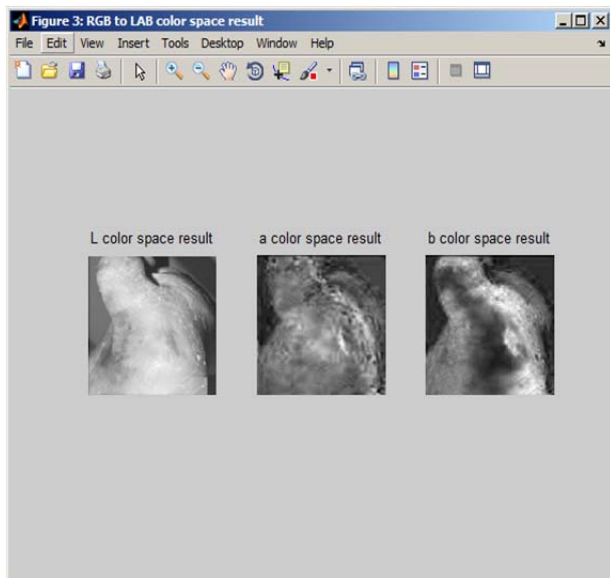 Figure 3: RGB to LAB color space result
File Edit View Insert Tools Desktop Window Help
L color space result a color space result b color space result